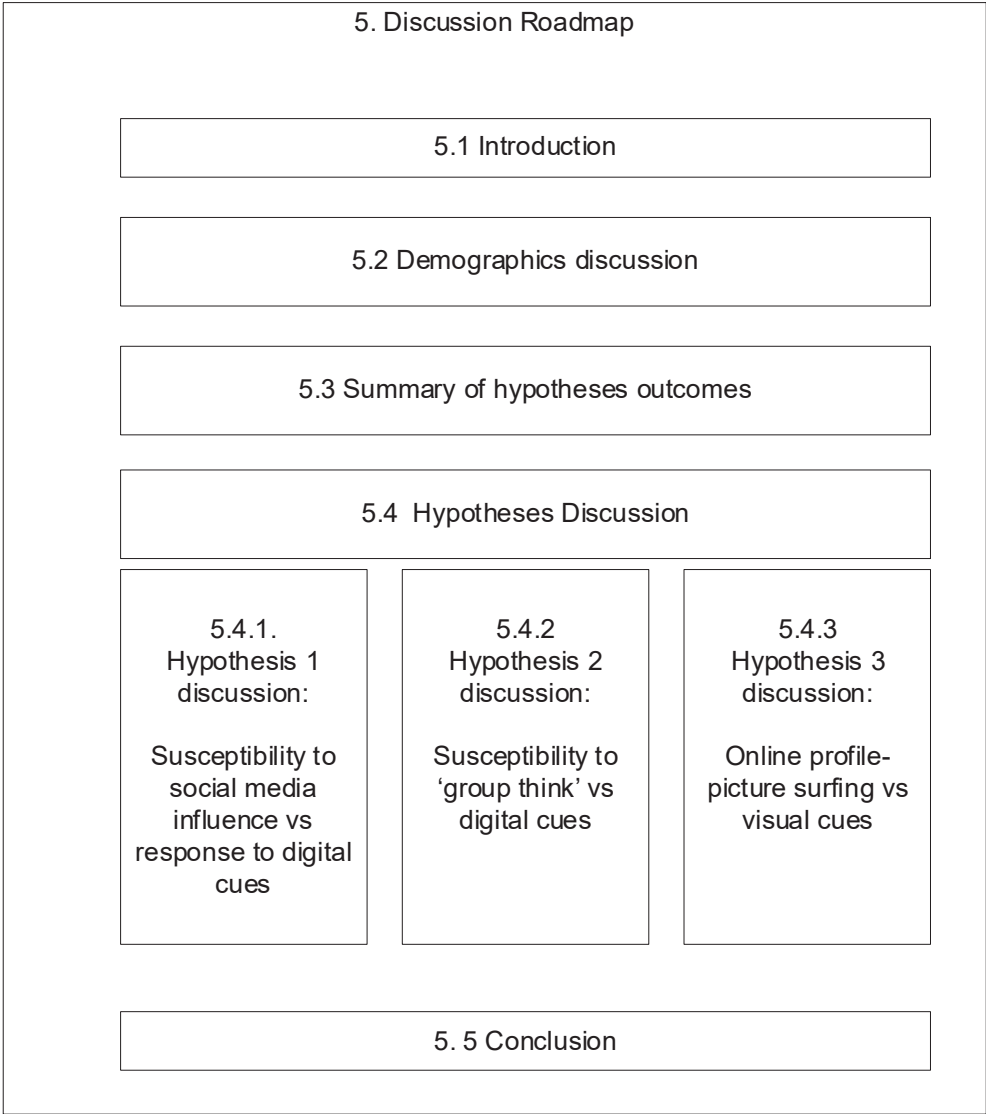 5. Discussion Roadmap
5.1 Introduction
5.2 Demographics discussion
5.3 Summary of hypotheses outcomes
5.4  Hypotheses Discussion
5.4.1.
Hypothesis 1
discussion:
Susceptibility to
social media
influence vs
response to digital
cues
5.4.2
Hypothesis 2
discussion:
Susceptibility to
‘group think’ vs
digital cues
5.4.3
Hypothesis 3
discussion:
Online profile-
picture surfing vs
visual cues
5. 5 Conclusion